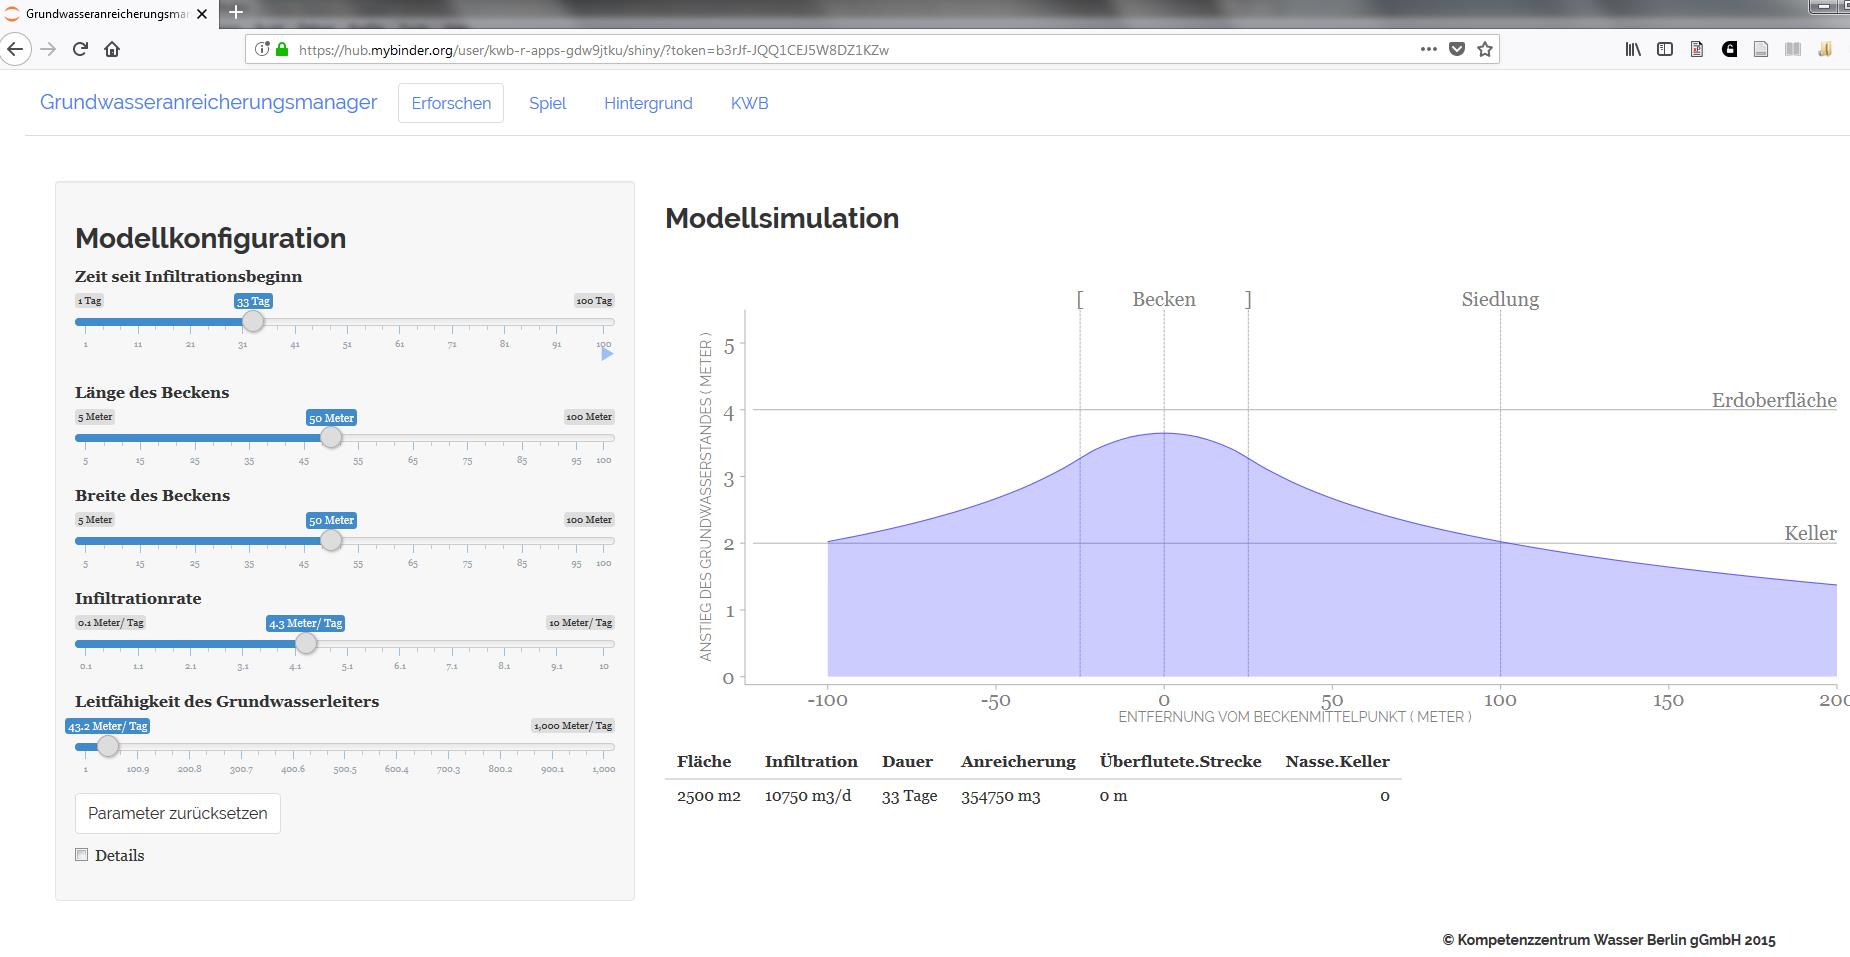 Grundwasseranreicherungsmar
https://hub.mybinder.org/user/kwb-r-apps-gdw9jtku/shiny/?token=b3rJf-JQQ1CEJ5W8DZ1KZw
Grundwasseranreicherungsmanager Erforschen Spiel Hintergrund KWB
Modellkonfiguration
Zeit seit Infiltrationsbeginn
1 Tag 33 Tag 100 Tag
1 11 21 31 41 51 61 71 81 91 100
Länge des Beckens
5 Meter 50 Meter 100 Meter
5 15 25 35 45 55 65 75 85 95 100
Breite des Beckens
5 Meter 50 Meter 100 Meter
5 15 25 35 45 55 65 75 85 95 100
Infiltrationrate
0.1 Meter/ Tag 4.3 Meter/ Tag 10 Meter/ Tag
0.1 1.1 2.1 3.1 4.1 5.1 6.1 7.1 8.1 9.1 10
Leitfähigkeit des Grundwasserleiters
43.2 Meter/ Tag 1,000 Meter/ Tag
1 100.9 200.8 300.7 400.6 500.5 600.4 700.3 800.2 900.1 1,000
Parameter zurücksetzen
Details
Modellsimulation
[ Becken ] Siedlung
ANSTIEG DES GRUNDWASSERSTANDES ( METER )
5
4
3
2
1
0
Erdoberfläche
Keller
-100 -50 0 50 100 150 200
ENTFERNUNG VOM BECKENMITTELPUNKT ( METER )
Fläche Infiltration Dauer Anreicherung Überflutete.Strecke Nasse.Keller
2500 m2 10750 m3/d 33 Tage 354750 m3 0 m 0
© Kompetenzzentrum Wasser Berlin gGmbH 2015